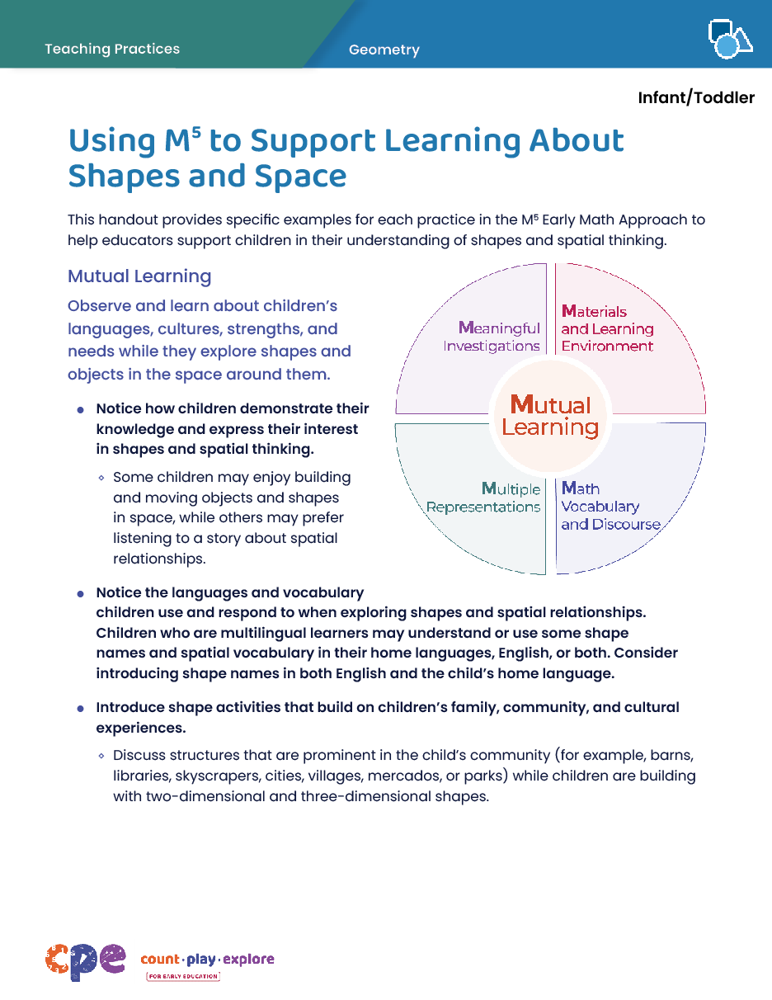 Teaching Practices
Geometry
Infant/Toddler
Using M⁵ to Support Learning About
Shapes and Space
This handout provides specific examples for each practice in the M⁵ Early Math Approach to
help educators support children in their understanding of shapes and spatial thinking.
Mutual Learning
Observe and learn about children’s
languages, cultures, strengths, and
needs while they explore shapes and
objects in the space around them.
● Notice how children demonstrate their
knowledge and express their interest
in shapes and spatial thinking.
⬦ Some children may enjoy building
and moving objects and shapes
in space, while others may prefer
listening to a story about spatial
relationships.
Meaningful
Investigations
Materials
and Learning
Environment
Mutual
Learning
Multiple
Representations
Math
Vocabulary
and Discourse
● Notice the languages and vocabulary
children use and respond to when exploring shapes and spatial relationships.
Children who are multilingual learners may understand or use some shape
names and spatial vocabulary in their home languages, English, or both. Consider
introducing shape names in both English and the child’s home language.
● Introduce shape activities that build on children’s family, community, and cultural
experiences.
⬦ Discuss structures that are prominent in the child’s community (for example, barns,
libraries, skyscrapers, cities, villages, mercados, or parks) while children are building
with two-dimensional and three-dimensional shapes.
cpe count·play·explore
FOR EARLY EDUCATION